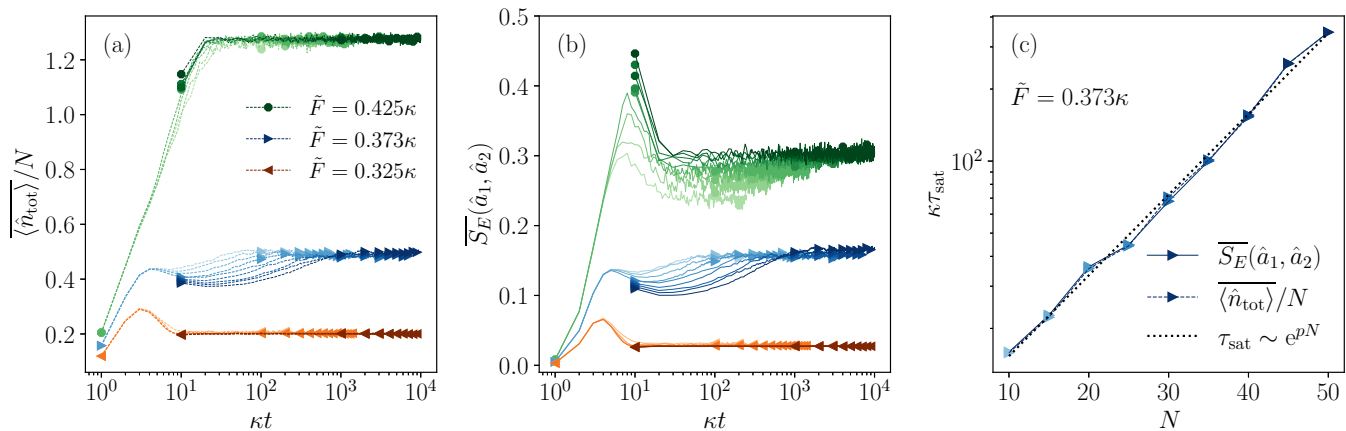 (a)
1.2
1.0
0.8
0.6
0.4
0.2
$\overline{\langle \hat{n}_{\mathrm{tot}} \rangle}/N$
$\tilde{F} = 0.425\kappa$
$\tilde{F} = 0.373\kappa$
$\tilde{F} = 0.325\kappa$
$10^0$ $10^1$ $10^2$ $10^3$ $10^4$
$\kappa t$
(b)
0.5
0.4
0.3
0.2
0.1
0.0
$\overline{S_E}(\hat{a}_1, \hat{a}_2)$
$10^0$ $10^1$ $10^2$ $10^3$ $10^4$
$\kappa t$
(c)
$\tilde{F} = 0.373\kappa$
$10^2$
$\kappa\tau_{\mathrm{sat}}$
$\overline{S_E}(\hat{a}_1, \hat{a}_2)$
$\overline{\langle \hat{n}_{\mathrm{tot}} \rangle}/N$
$\tau_{\mathrm{sat}} \sim \mathrm{e}^{pN}$
10 20 30 40 50
$N$